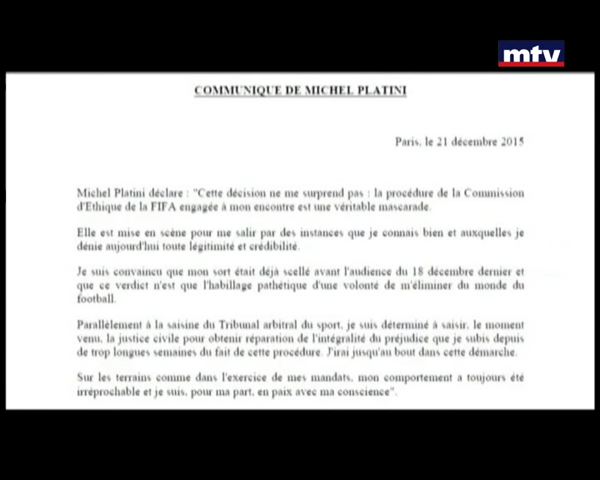 mtv
COMMUNIQUE DE MICHEL PLATINI
Paris, le 21 décembre 2015
Michel Platini déclare : "Cette décision ne me surprend pas : la procédure de la Commission
d'Ethique de la FIFA engagée à mon encontre est une véritable mascarade.
Elle est mise en scène pour me salir par des instances que je connais bien et auxquelles je
dénie aujourd'hui toute légitimité et crédibilité.
Je suis convaincu que mon sort était déjà scellé avant l'audience du 18 décembre dernier et
que ce verdict n'est que l'habillage pathétique d'une volonté de m'éliminer du monde du
football.
Parallèlement à la saisine du Tribunal arbitral du sport, je suis déterminé à saisir, le moment
venu, la justice civile pour obtenir réparation de l'intégralité du préjudice que je subis depuis
de trop longues semaines du fait de cette procédure. J'irai jusqu'au bout dans cette démarche.
Sur les terrains comme dans l'exercice de mes mandats, mon comportement a toujours été
irréprochable et je suis, pour ma part, en paix avec ma conscience".